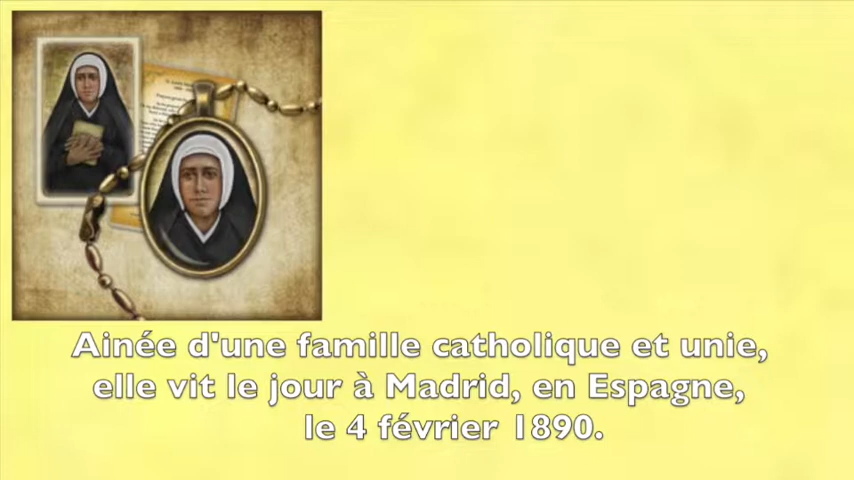 Ainée d'une famille catholique et unie,
elle vit le jour à Madrid, en Espagne,
le 4 février 1890.